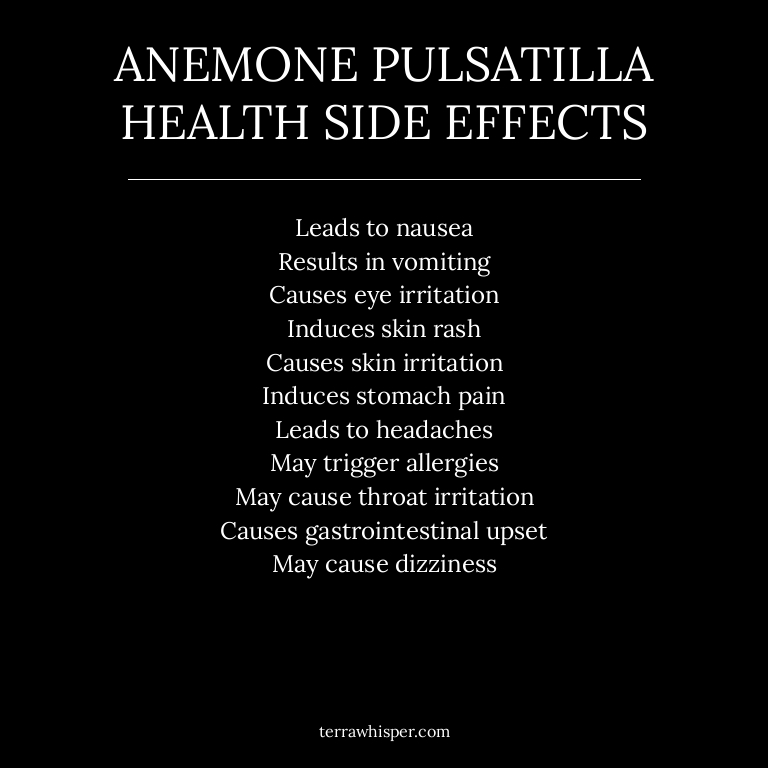 ANEMONE PULSATILLA
HEALTH SIDE EFFECTS
Leads to nausea
Results in vomiting
Causes eye irritation
Induces skin rash
Causes skin irritation
Induces stomach pain
Leads to headaches
May trigger allergies
May cause throat irritation
Causes gastrointestinal upset
May cause dizziness
terrawhisper.com